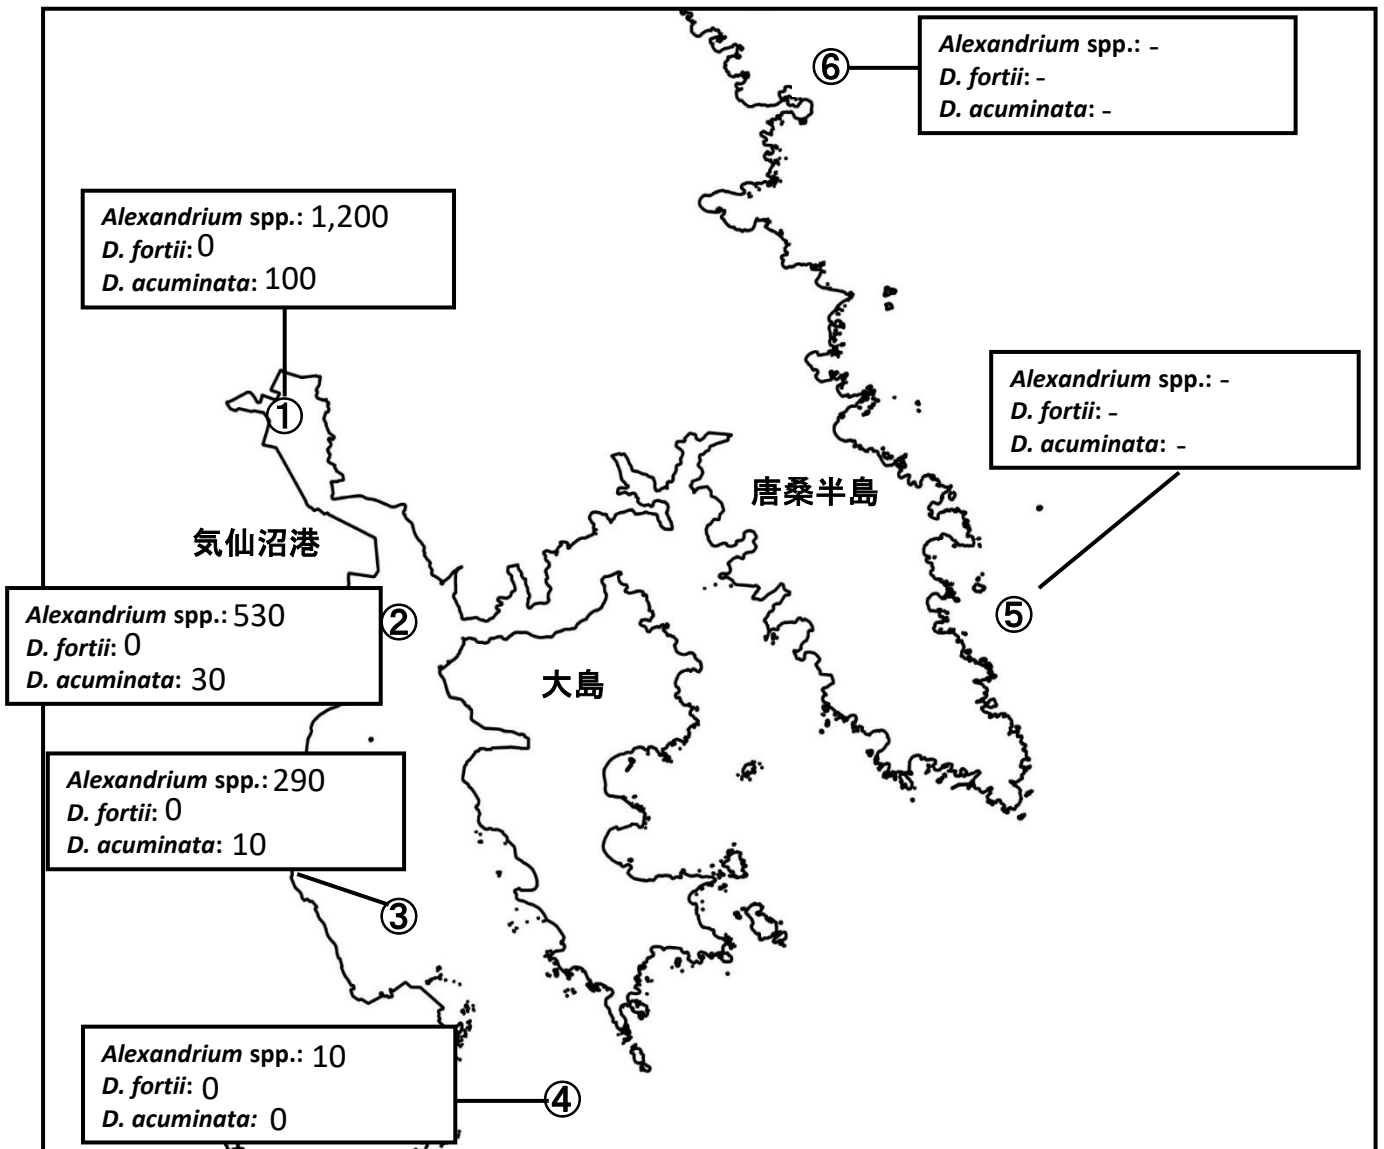 Alexandrium spp.: -
D. fortii: -
D. acuminata: -
⑥
Alexandrium spp.: 1,200
D. fortii: 0
D. acuminata: 100
①
Alexandrium spp.: -
D. fortii: -
D. acuminata: -
⑤
唐桑半島
気仙沼港
Alexandrium spp.: 530
D. fortii: 0
D. acuminata: 30
②
大島
Alexandrium spp.: 290
D. fortii: 0
D. acuminata: 10
③
Alexandrium spp.: 10
D. fortii: 0
D. acuminata: 0
④